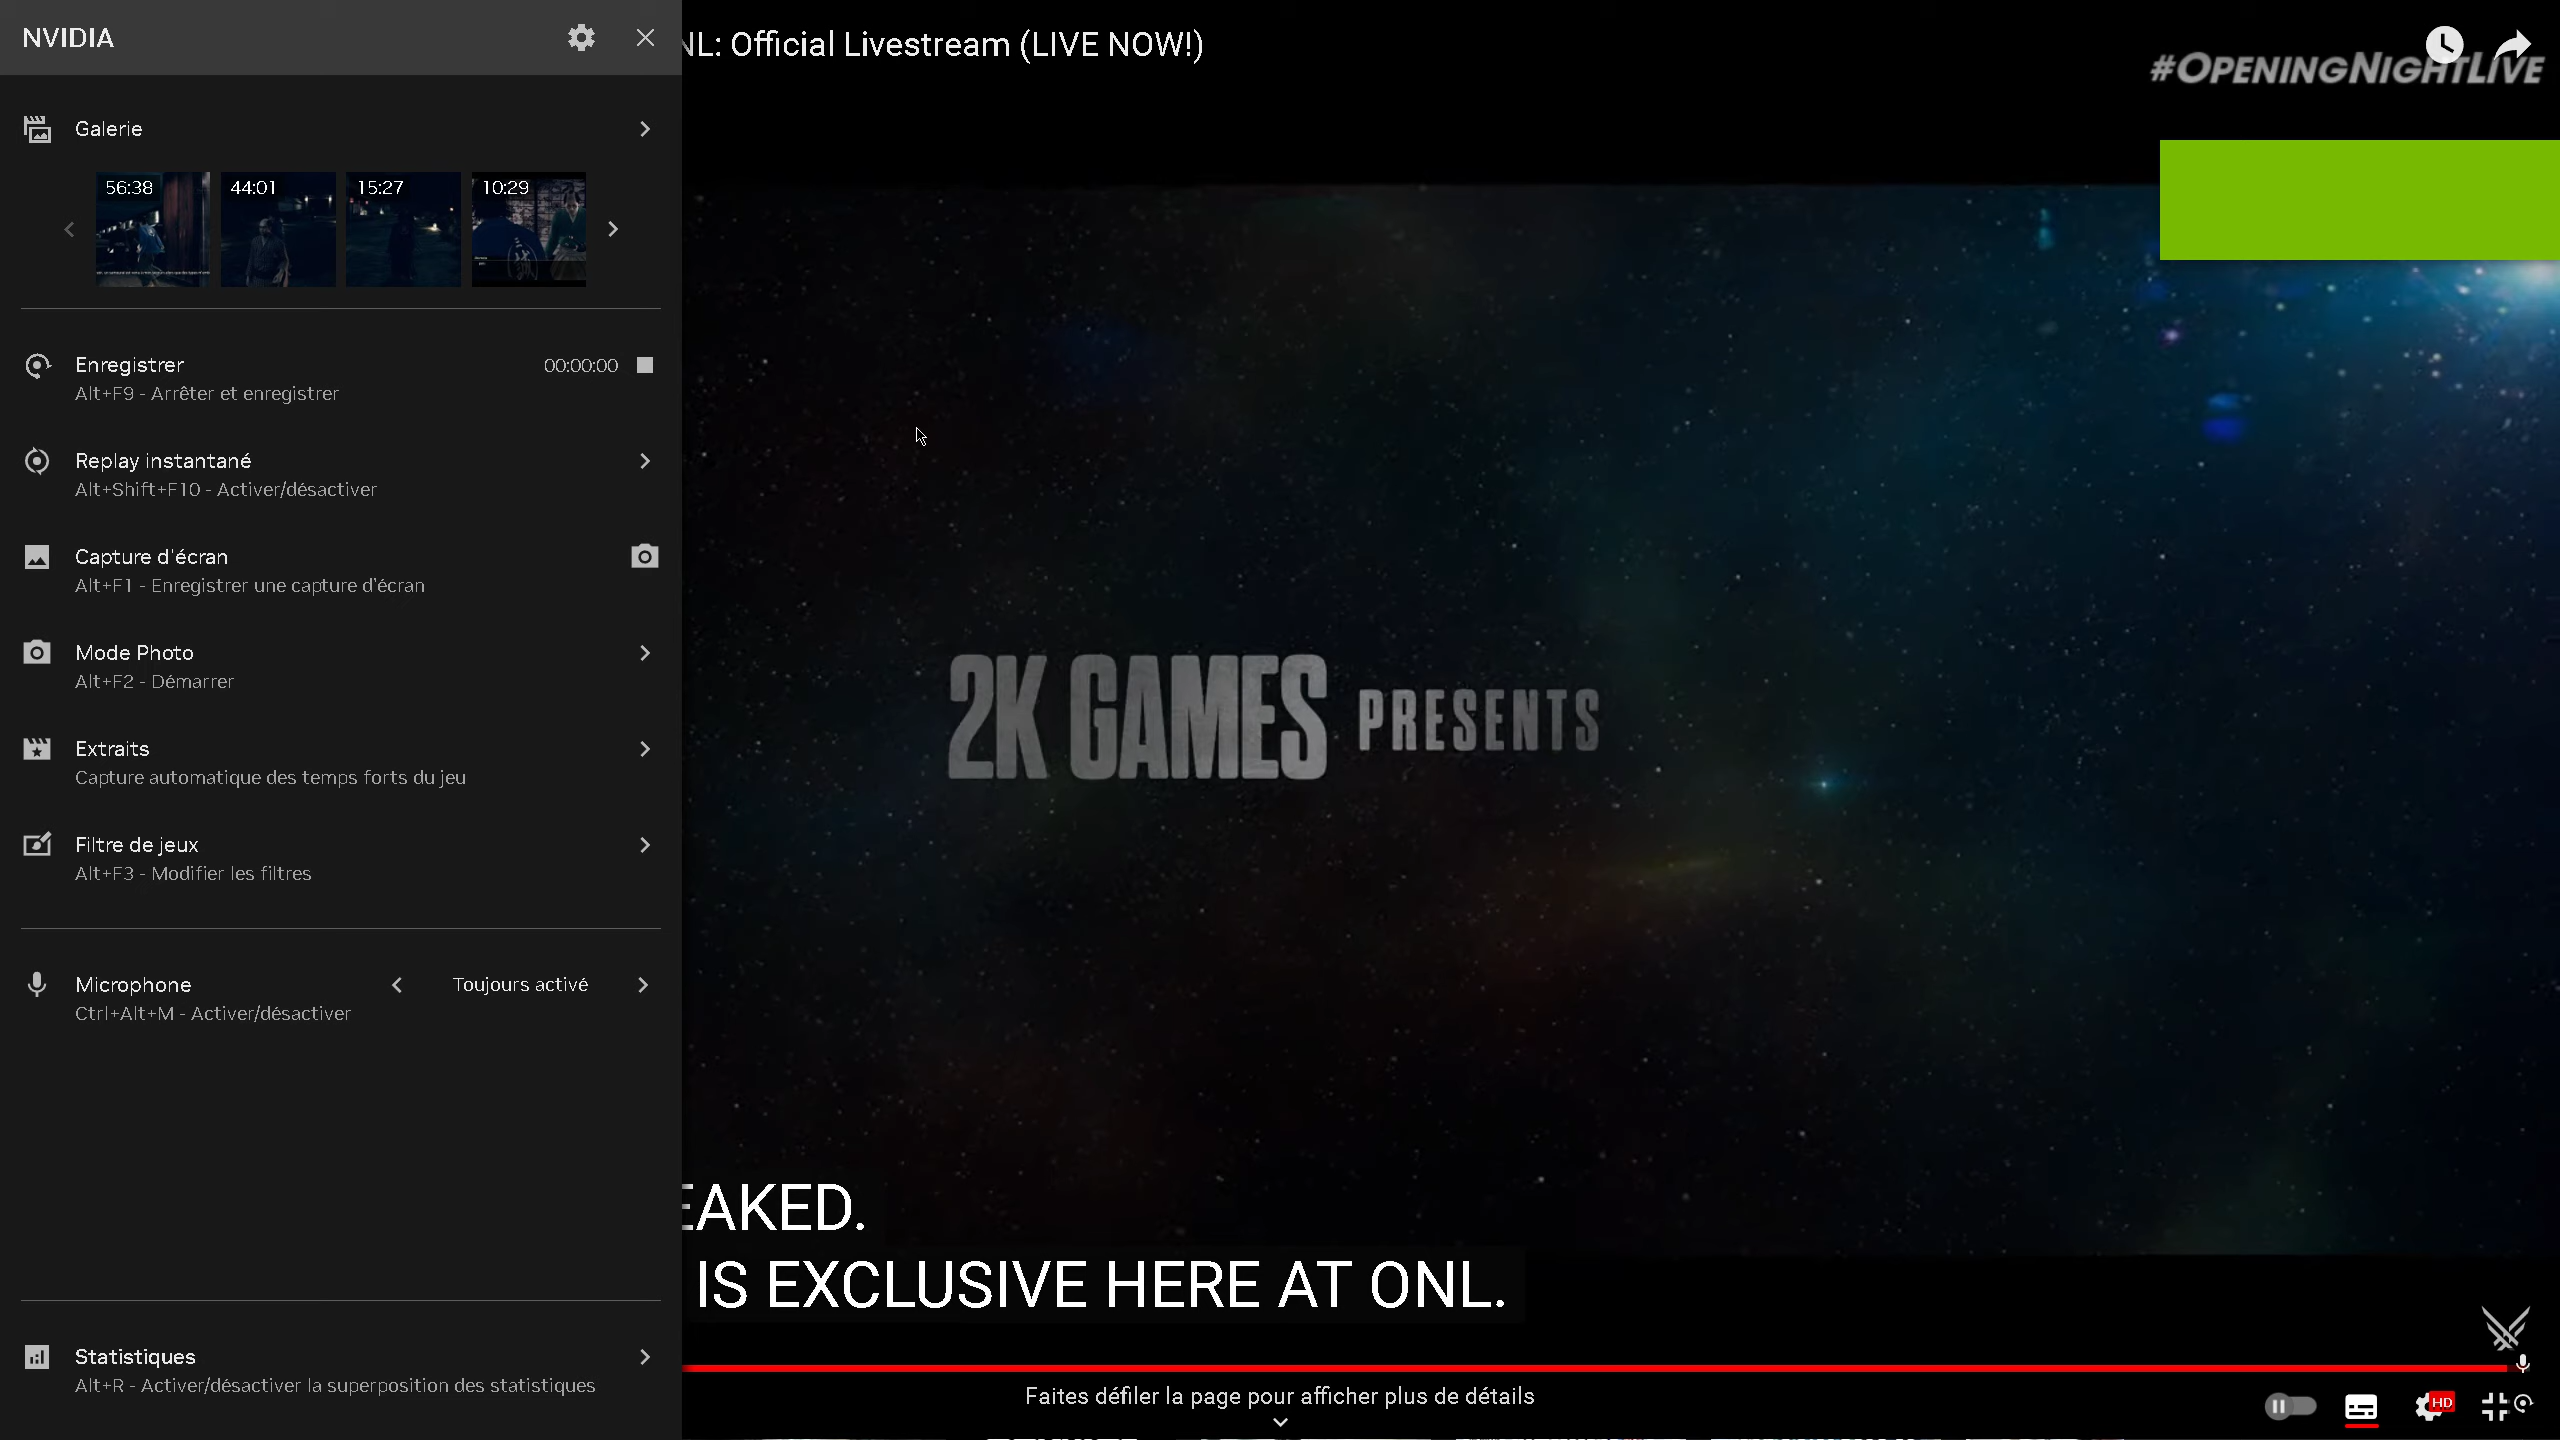 NVIDIA
NL: Official Livestream (LIVE NOW!)
#OPENINGNIGHTLIVE
Galerie
56:38
44:01
15:27
10:29
Enregistrer
00:00:00
Alt+F9 - Arrêter et enregistrer
Replay instantané
Alt+Shift+F10 - Activer/désactiver
Capture d'écran
Alt+F1 - Enregistrer une capture d'écran
Mode Photo
Alt+F2 - Démarrer
Extraits
Capture automatique des temps forts du jeu
Filtre de jeux
Alt+F3 - Modifier les filtres
Microphone
Toujours activé
Ctrl+Alt+M - Activer/désactiver
Statistiques
Alt+R - Activer/désactiver la superposition des statistiques
2K GAMES PRESENTS
EAKED.
IS EXCLUSIVE HERE AT ONL.
Faites défiler la page pour afficher plus de détails
HD